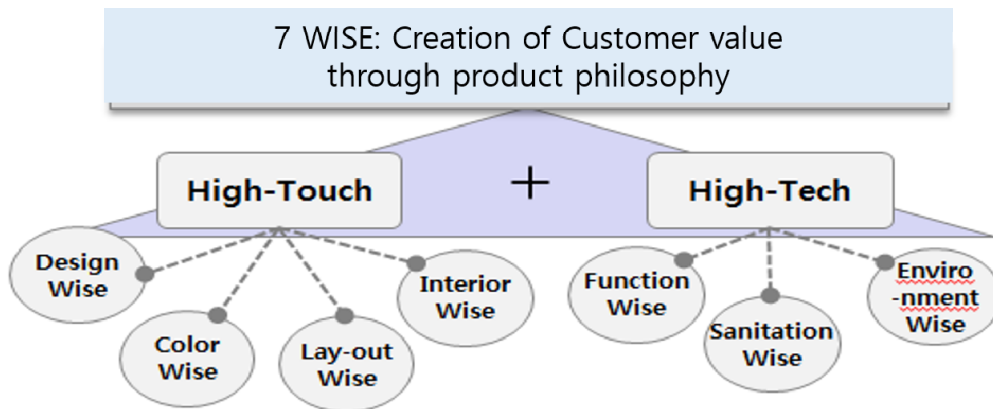 7 WISE: Creation of Customer value
through product philosophy
High-Touch
+
High-Tech
Design
Wise
Color
Wise
Lay-out
Wise
Interior
Wise
Function
Wise
Sanitation
Wise
Enviro
-nment
Wise